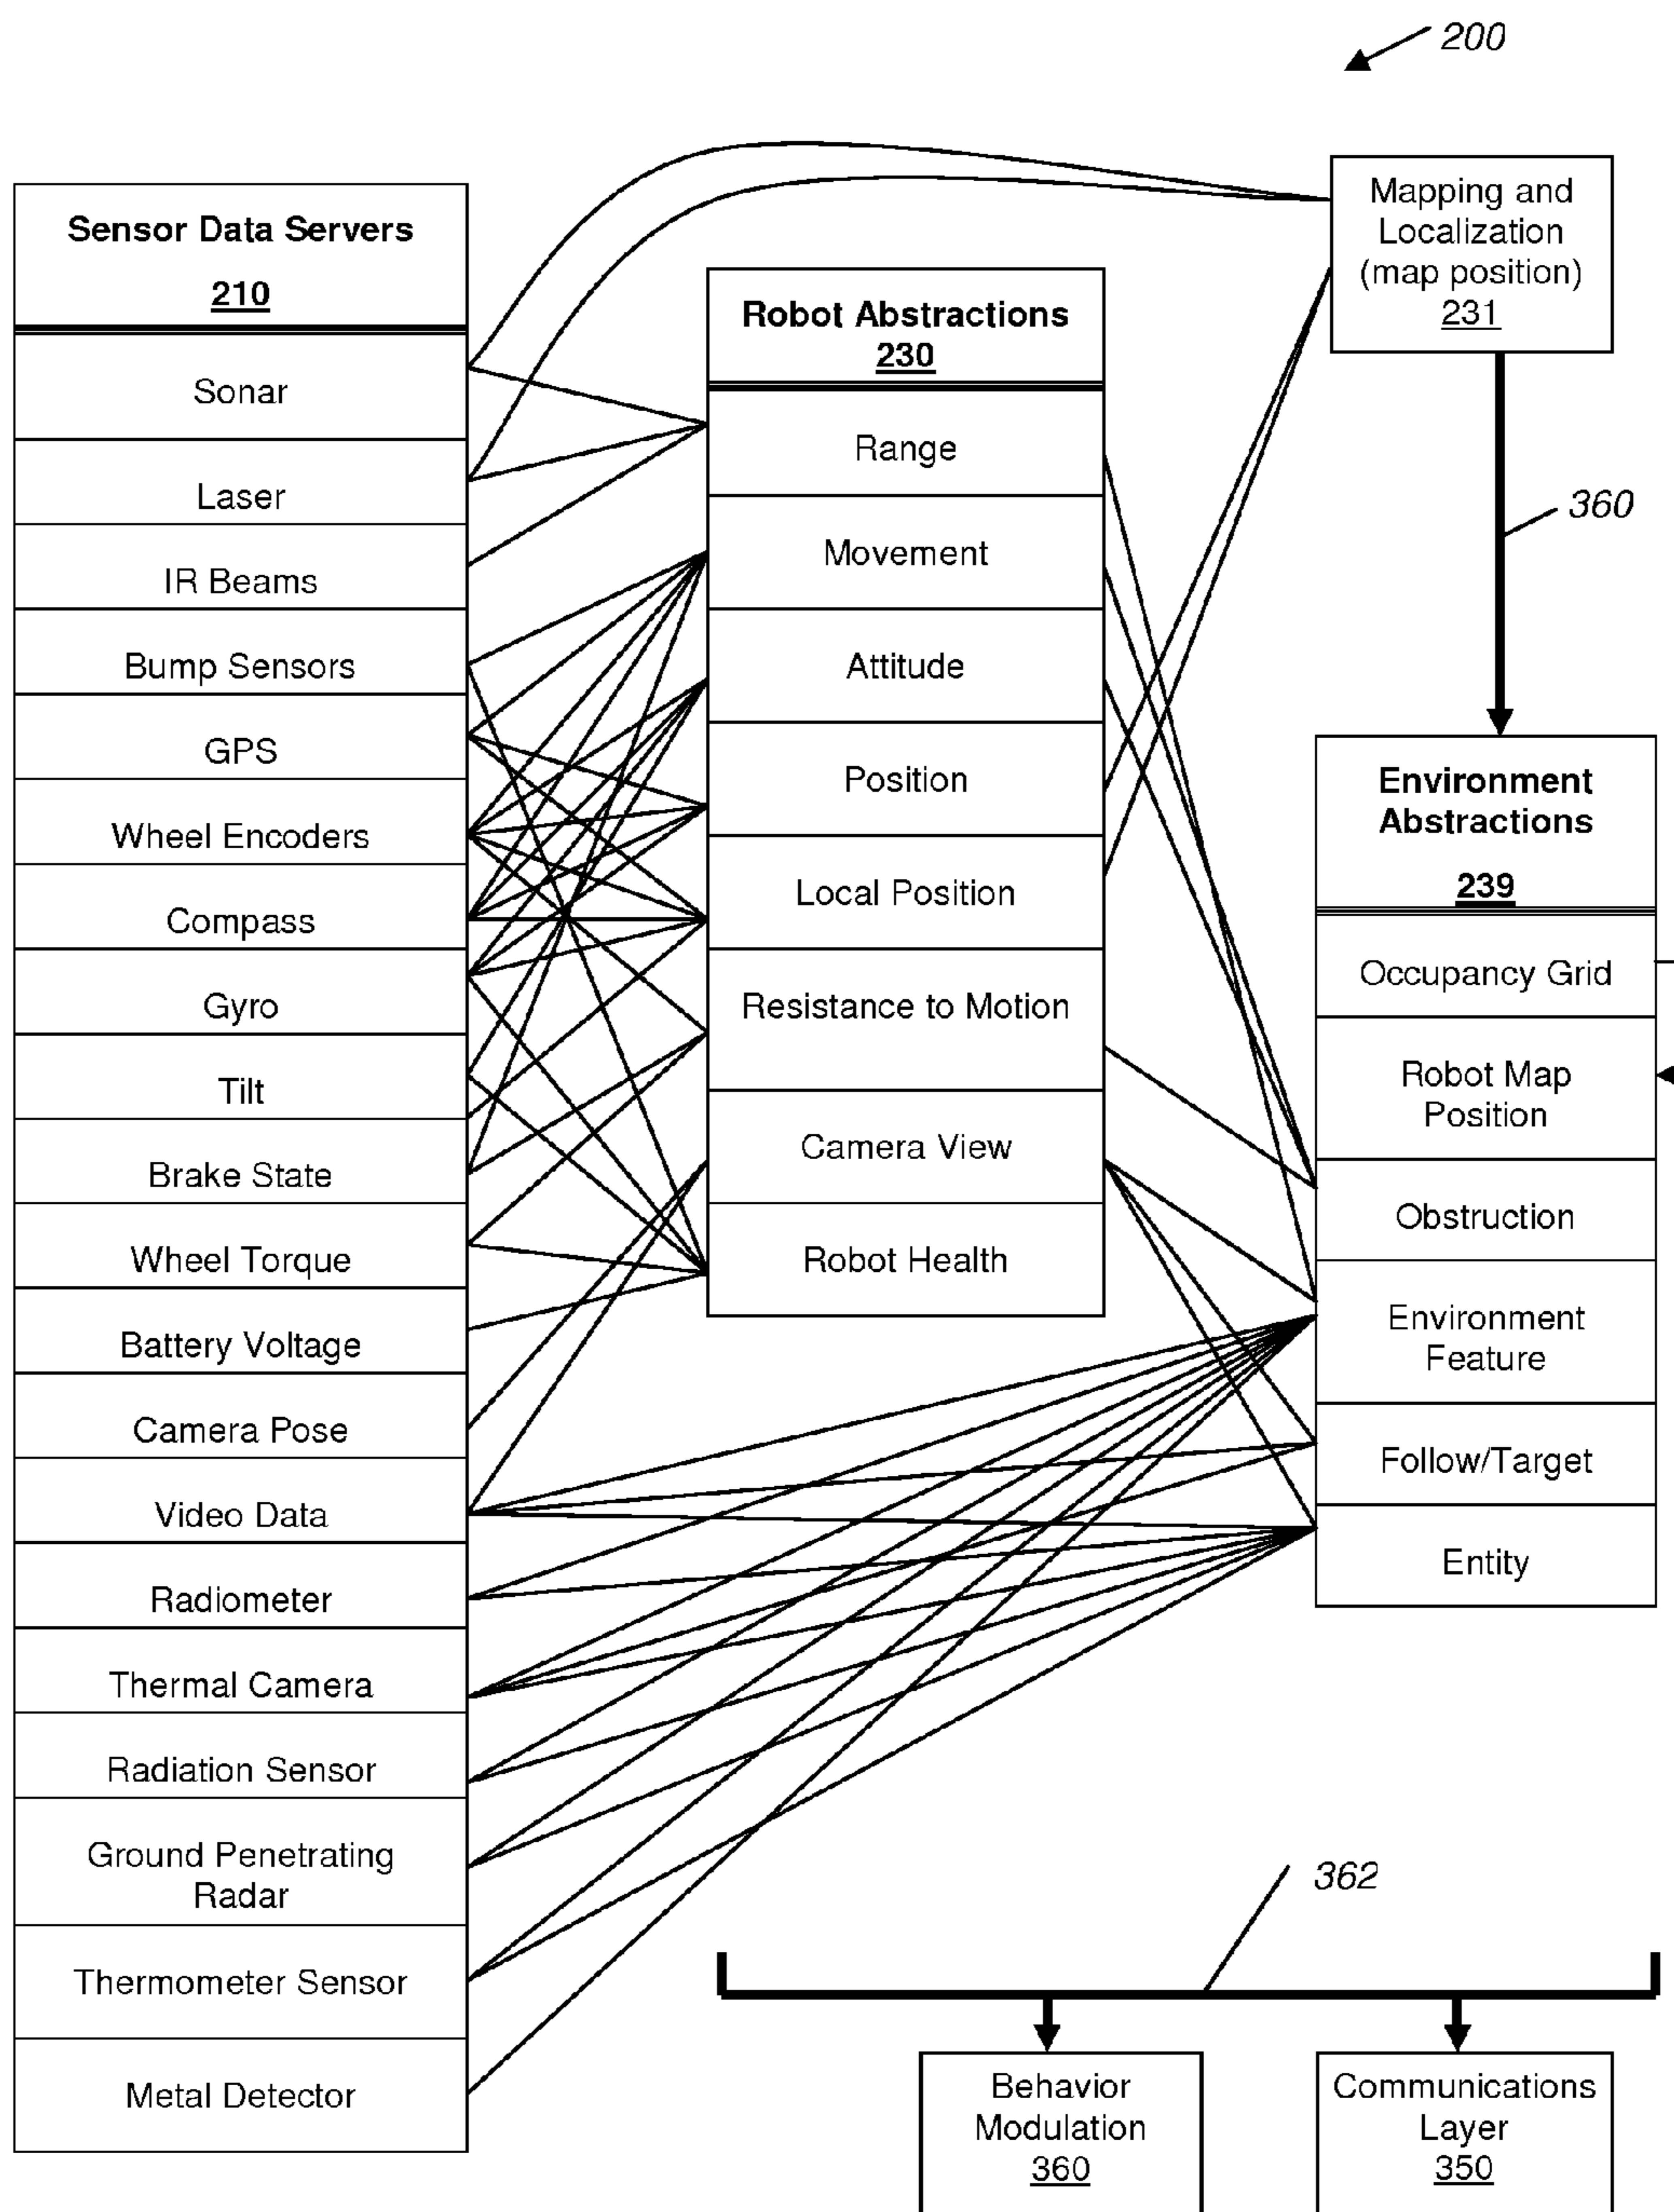 200
Sensor Data Servers
210
Sonar
Laser
IR Beams
Bump Sensors
GPS
Wheel Encoders
Compass
Gyro
Tilt
Brake State
Wheel Torque
Battery Voltage
Camera Pose
Video Data
Radiometer
Thermal Camera
Radiation Sensor
Ground Penetrating
Radar
Thermometer Sensor
Metal Detector
Robot Abstractions
230
Range
Movement
Attitude
Position
Local Position
Resistance to Motion
Camera View
Robot Health
Mapping and
Localization
(map position)
231
360
Environment
Abstractions
239
Occupancy Grid
Robot Map
Position
Obstruction
Environment
Feature
Follow/Target
Entity
362
Behavior
Modulation
360
Communications
Layer
350